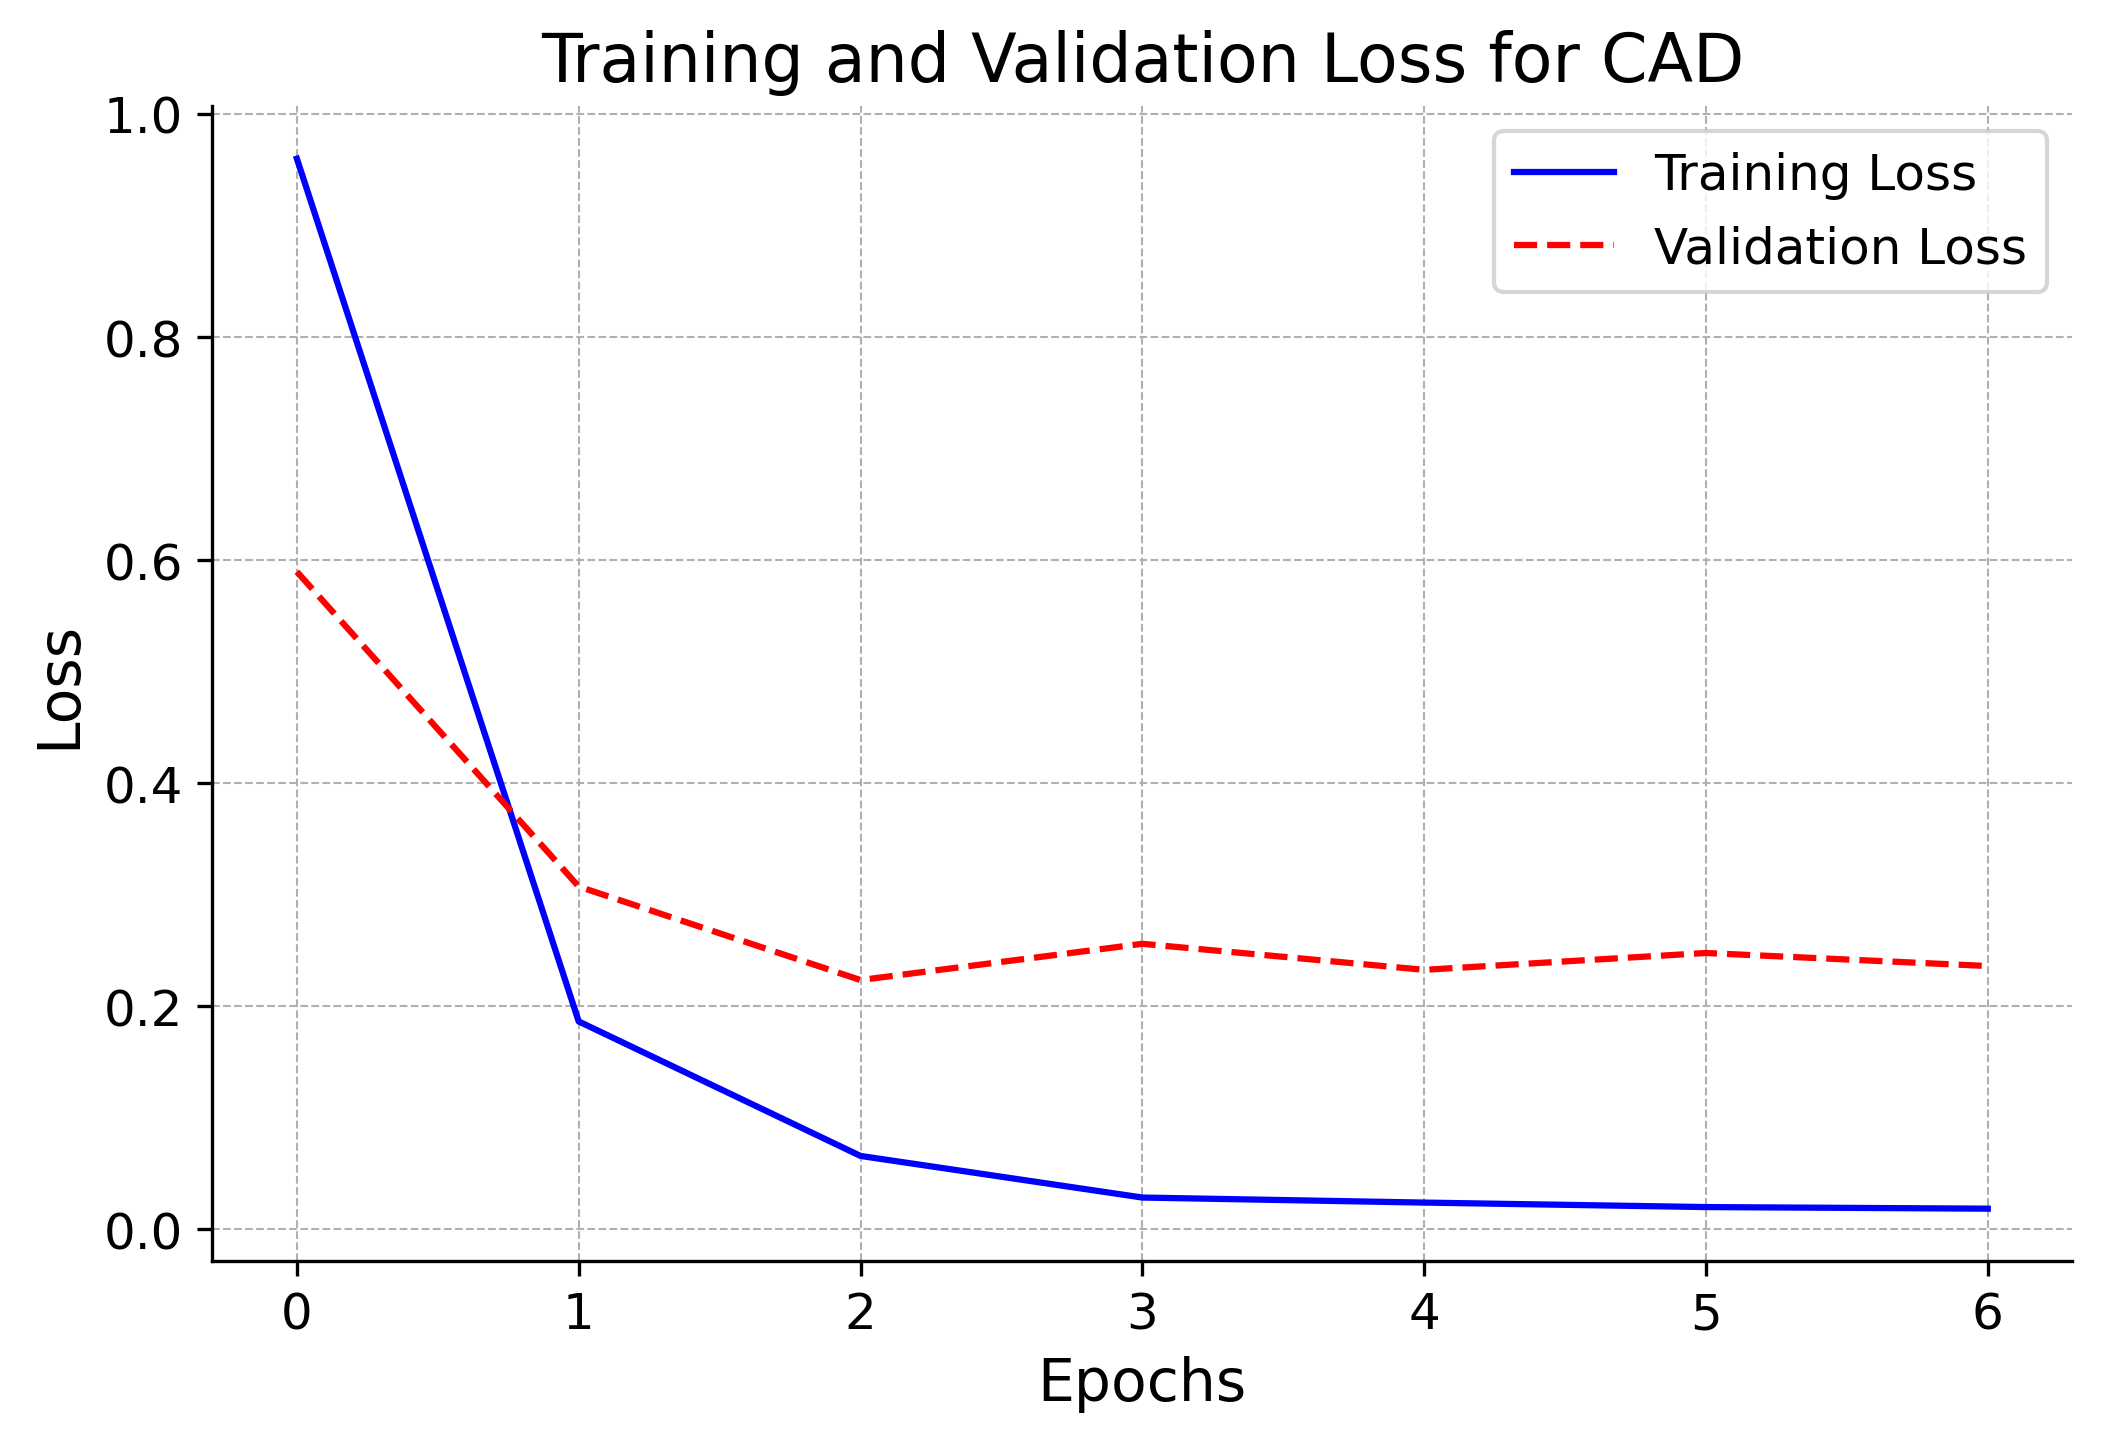 Training and Validation Loss for CAD
1.0
0.8
0.6
0.4
0.2
0.0
Loss
Training Loss
Validation Loss
0 1 2 3 4 5 6
Epochs